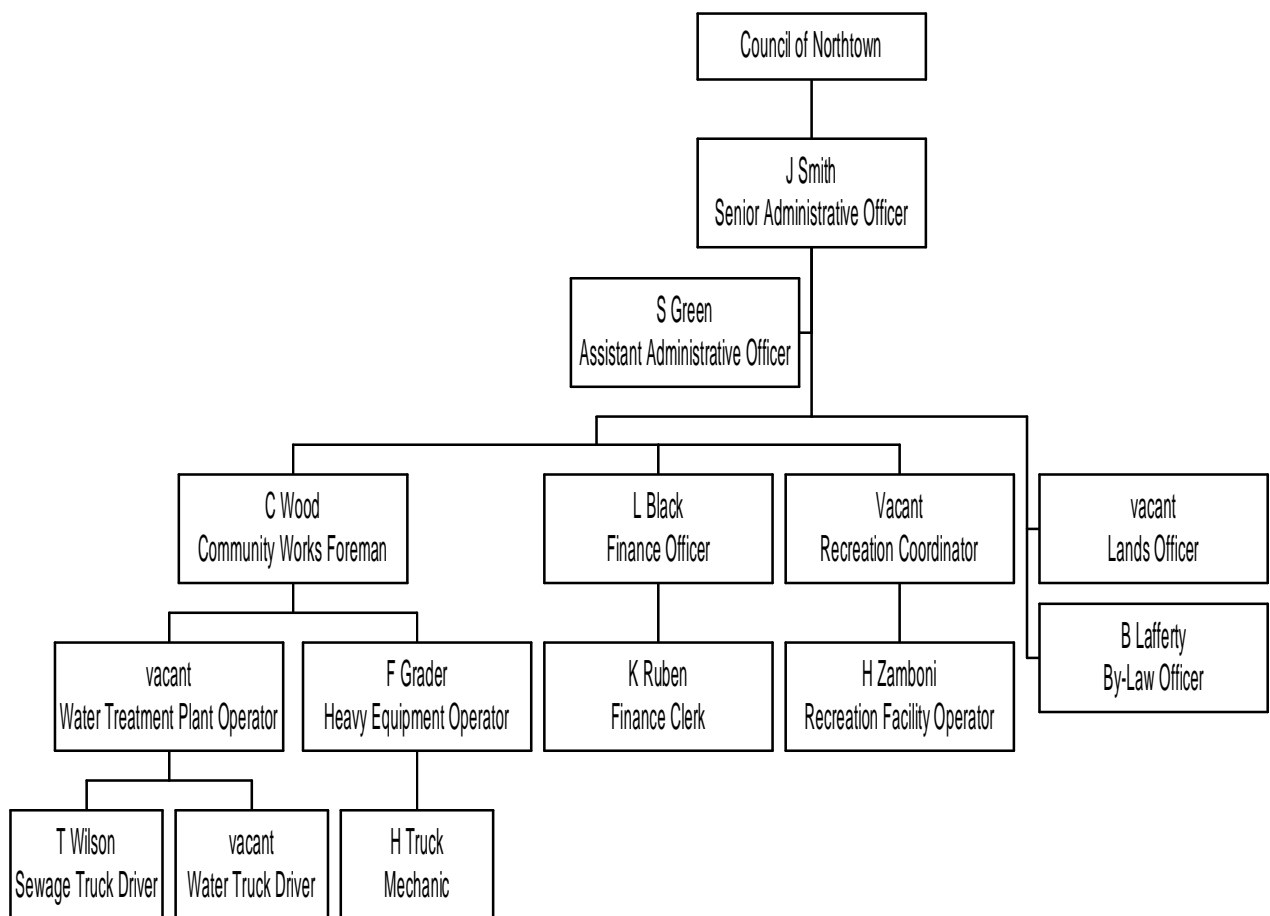 Council of Northtown
J Smith
Senior Administrative Officer
S Green
Assistant Administrative Officer
C Wood
Community Works Foreman
L Black
Finance Officer
Vacant
Recreation Coordinator
vacant
Lands Officer
B Lafferty
By-Law Officer
vacant
Water Treatment Plant Operator
F Grader
Heavy Equipment Operator
K Ruben
Finance Clerk
H Zamboni
Recreation Facility Operator
T Wilson
Sewage Truck Driver
vacant
Water Truck Driver
H Truck
Mechanic